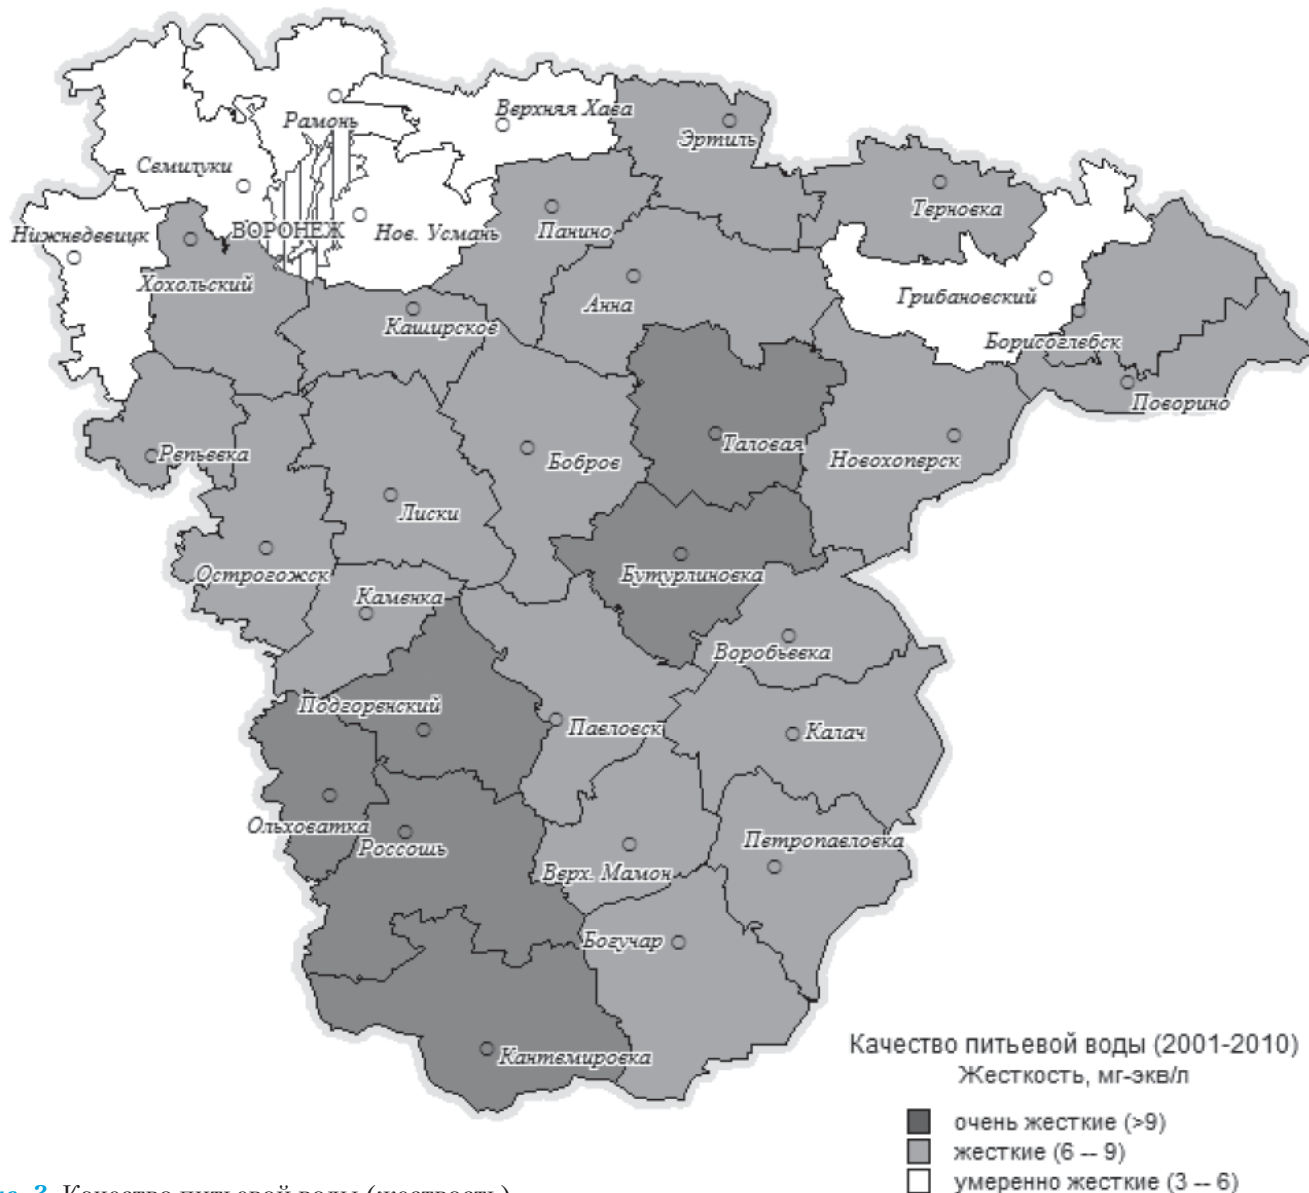 Верхняя Хава
Рамонь
Эртиль
Семилуки
Терновка
Нижнедевицк
ВОРОНЕЖ
Нов. Усмань
Панино
Хохольский
Анна
Грибановский
Каширское
Борисоглебск
Поворино
Репьевка
Таловая
Бобров
Новохоперск
Лиски
Острогожск
Бутурлиновка
Каменка
Воробьевка
Подгоренский
Павловск
Калач
Ольховатка
Россошь
Петропавловка
Верх. Мамон
Богучар
Кантемировка
Качество питьевой воды (2001-2010)
Жесткость, мг-экв/л
очень жесткие (>9)
жесткие (6 -- 9)
умеренно жесткие (3 -- 6)
3. Качество питьевой воды